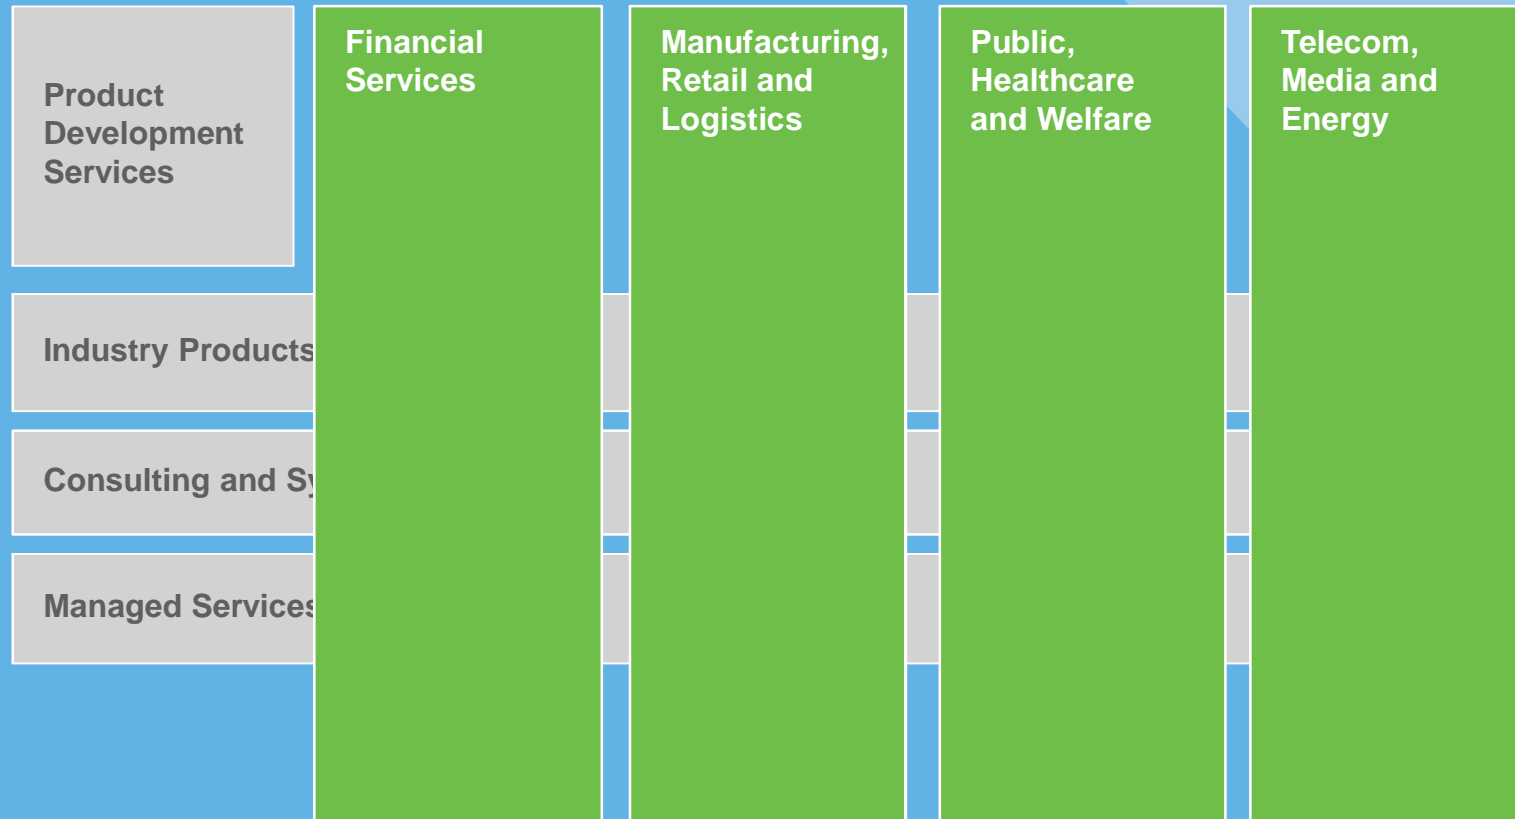 Product
Development
Services
Financial
Services
Manufacturing,
Retail and
Logistics
Public,
Healthcare
and Welfare
Telecom,
Media and
Energy
Industry Products
Consulting and Sy
Managed Services